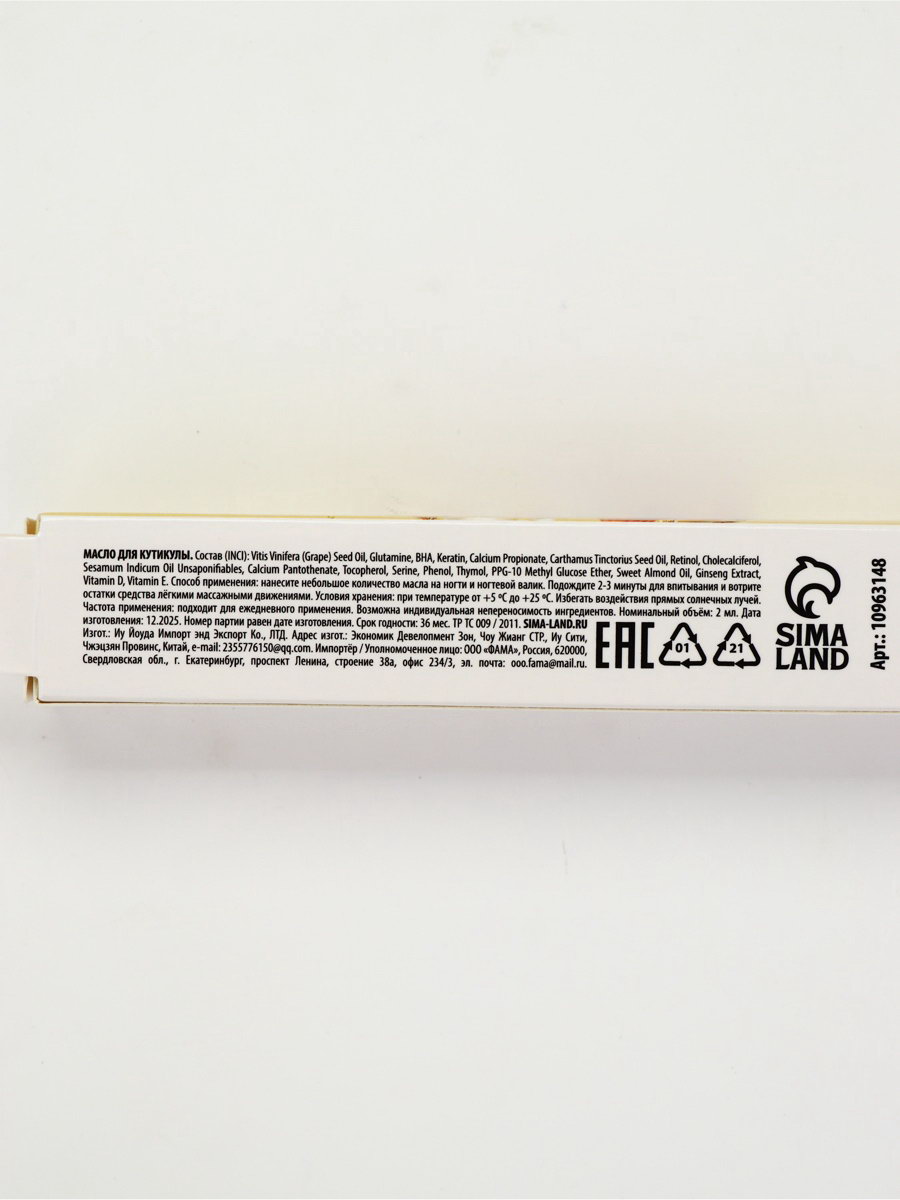 МАСЛО ДЛЯ КУТИКУЛЫ. Состав (INCI): Vitis Vinifera (Grape) Seed Oil, Glutamine, BHA, Keratin, Calcium Propionate, Carthamus Tinctorius Seed Oil, Retinol, Cholecalciferol,
Sesamum Indicum Oil Unsaponifiables, Calcium Pantothenate, Tocopherol, Serine, Phenol, Thymol, PPG-10 Methyl Glucose Ether, Sweet Almond Oil, Ginseng Extract,
Vitamin D, Vitamin E. Способ применения: нанесите небольшое количество масла на ногти и ногтевой валик. Подождите 2-3 минуты для впитывания и вотрите
остатки средства лёгкими массажными движениями. Условия хранения: при температуре от +5 ºС до +25 ºС. Избегать воздействия прямых солнечных лучей.
Частота применения: подходит для ежедневного применения. Возможна индивидуальная непереносимость ингредиентов. Номинальный объём: 2 мл. Дата
изготовления: 12.2025. Номер партии равен дате изготовления. Срок годности: 36 мес. ТР ТС 009 / 2011. SIMA-LAND.RU
Изгот.: Иу Йоуда Импорт энд Экспорт Ко., ЛТД. Адрес изгот.: Экономик Девелопмент Зон, Чоу Жианг СТР., Иу Сити,
Чжэцзян Провинс, Китай, e-mail: 2355776150@qq.com. Импортёр / Уполномоченное лицо: ООО «ФАМА», Россия, 620000,
Свердловская обл., г. Екатеринбург, проспект Ленина, строение 38а, офис 234/3, эл. почта: ooo.fama@mail.ru.
EAC
01
21
SIMA
LAND
Арт.: 10963148